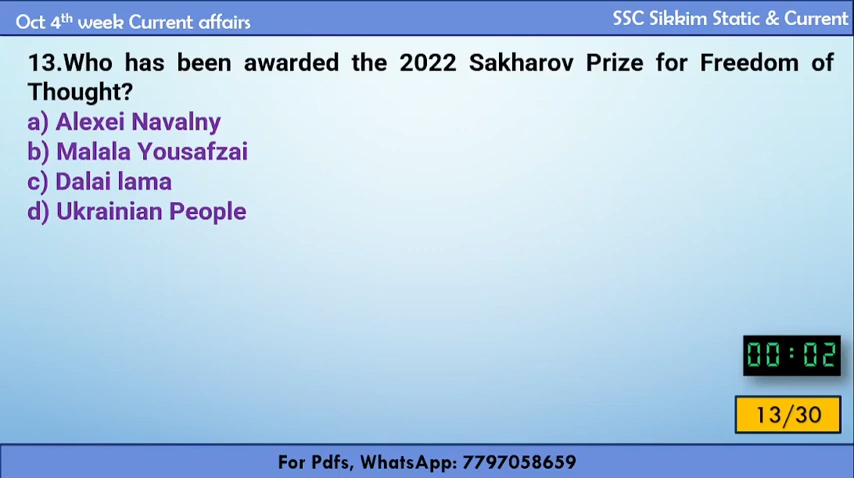 Oct 4th week Current affairs
SSC Sikkim Static & Current
13.Who has been awarded the 2022 Sakharov Prize for Freedom of
Thought?
a) Alexei Navalny
b) Malala Yousafzai
c) Dalai lama
d) Ukrainian People
00:02
13/30
For Pdfs, WhatsApp: 7797058659